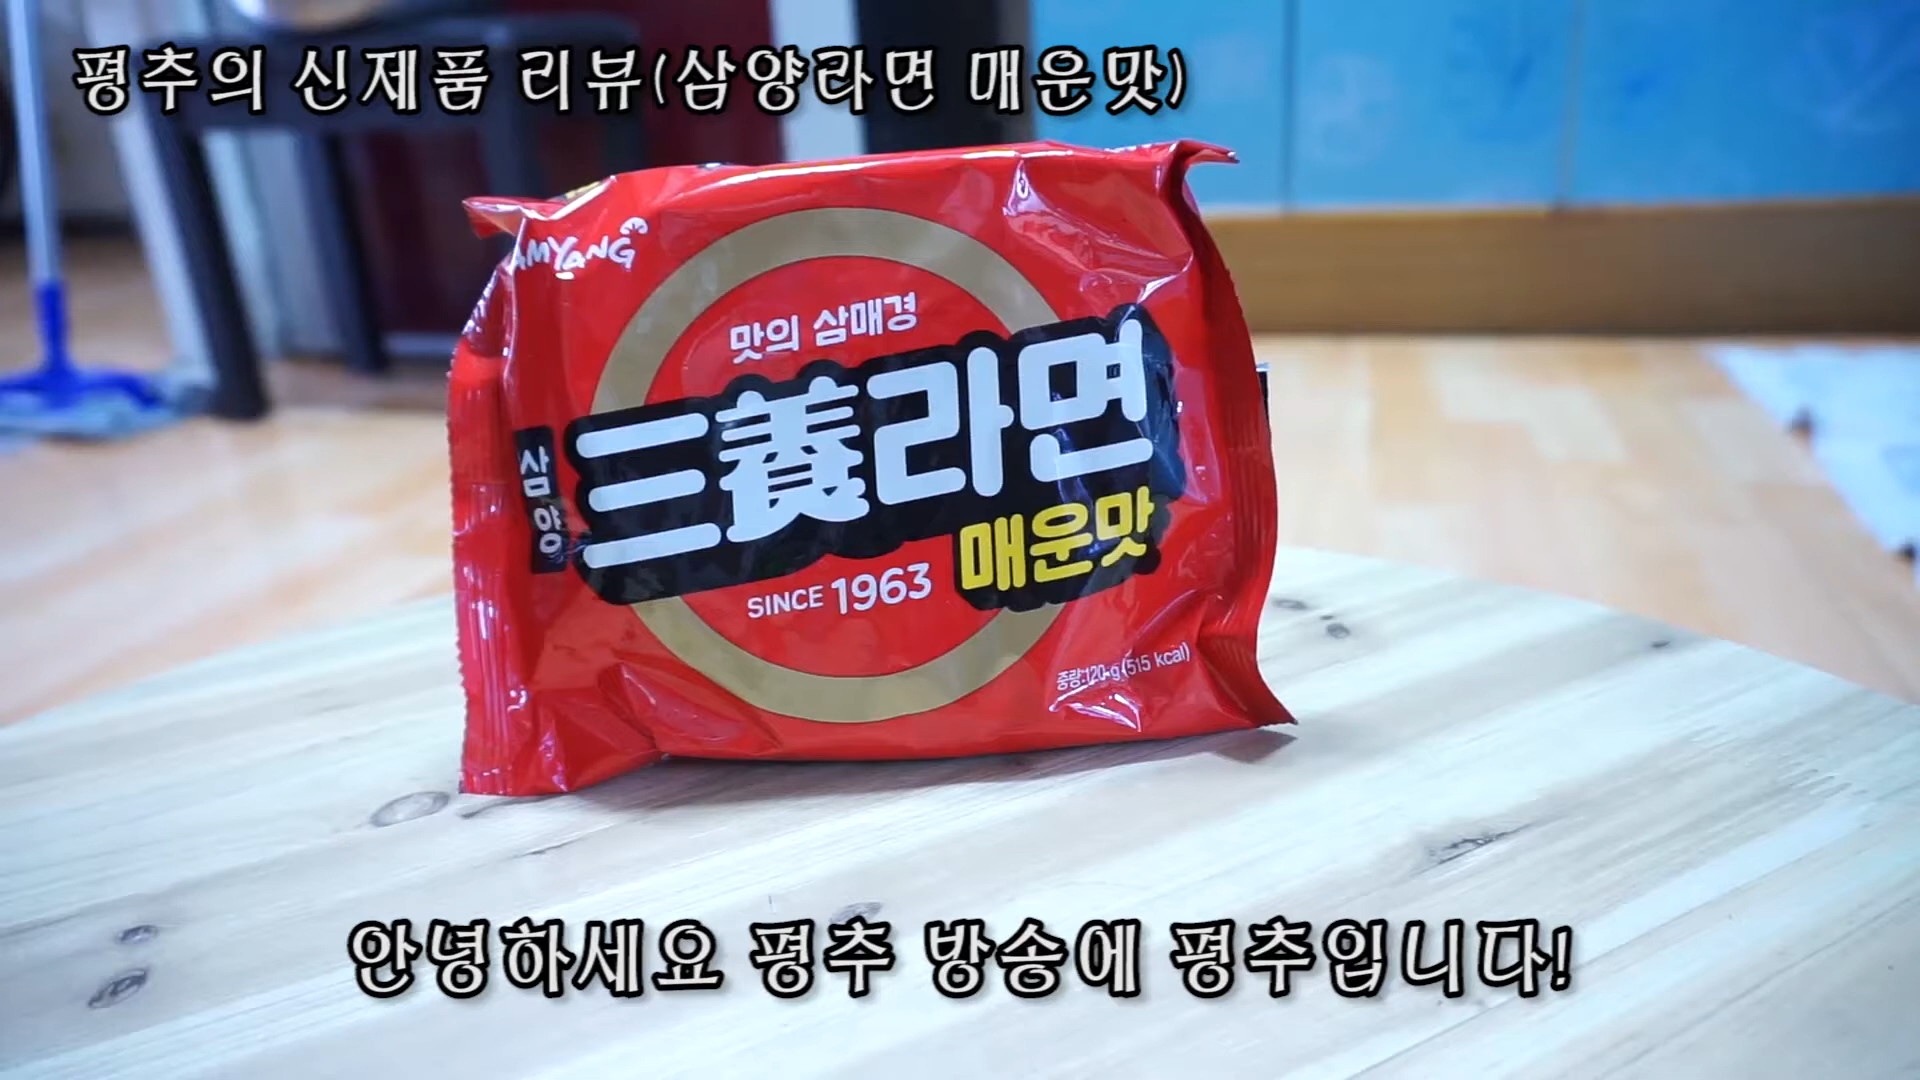 평추의 신제품 리뷰(삼양라면 매운맛)
AMYANG
맛의 삼매경
삼양
三養라면
매운맛
SINCE 1963
중량:120 g (515 kcal)
안녕하세요 평추 방송에 평추입니다!